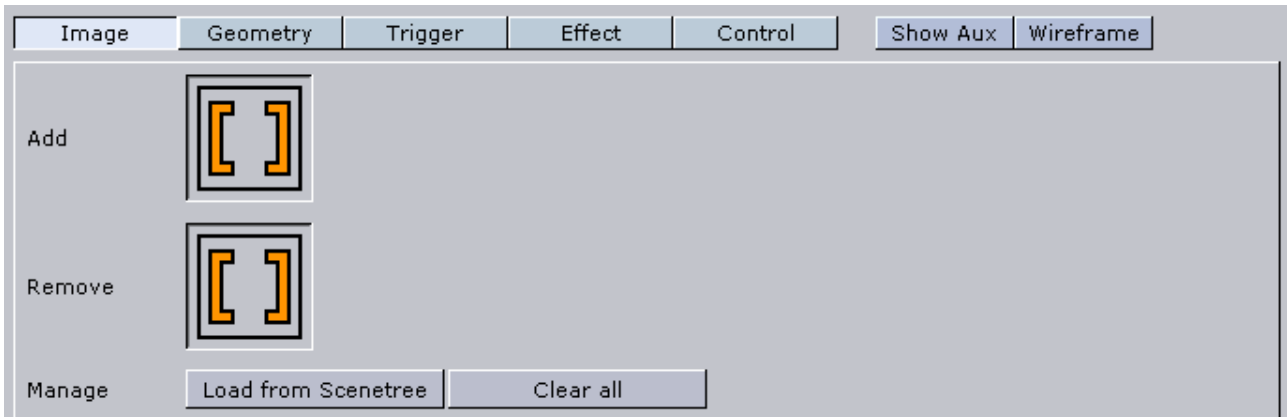 Image Geometry Trigger Effect Control Show Aux Wireframe
Add
Remove
Manage Load from Scenetree Clear all